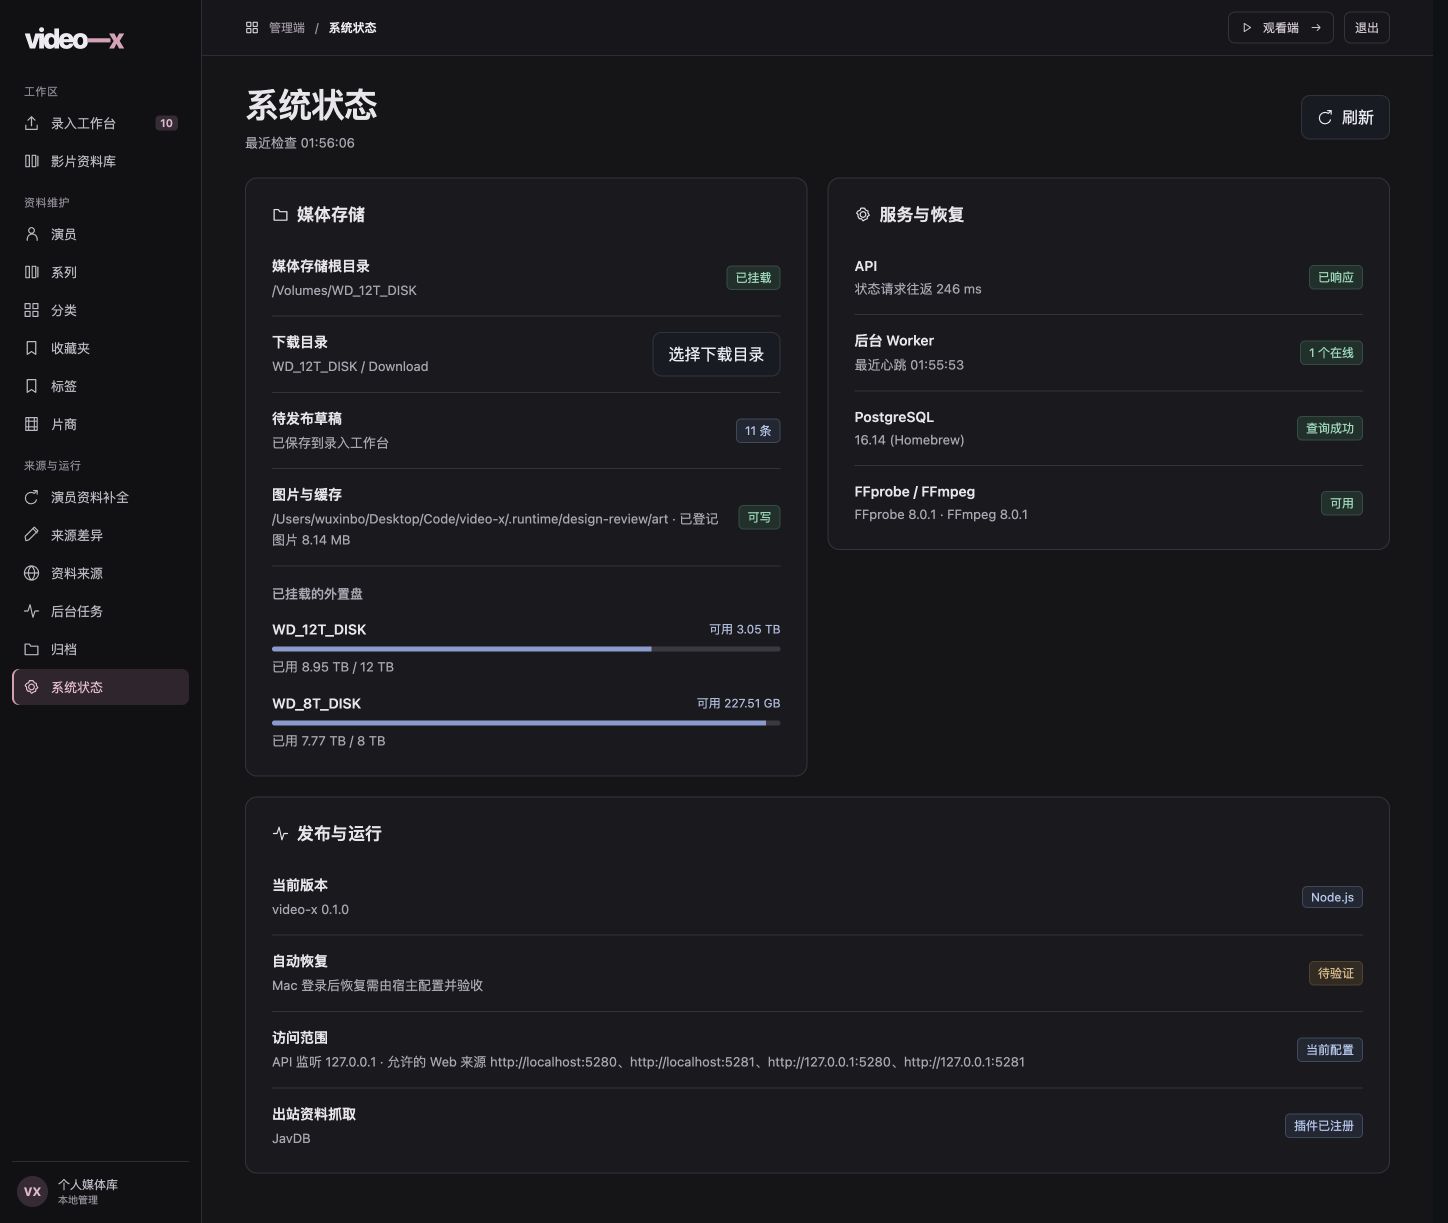 video—x
工作区
录入工作台 10
影片资料库
资料维护
演员
系列
分类
收藏夹
标签
片商
来源与运行
演员资料补全
来源差异
资料来源
后台任务
归档
系统状态
VX
个人媒体库
本地管理
管理端 / 系统状态
观看端
退出
系统状态
最近检查 01:56:06
刷新
媒体存储
媒体存储根目录
/Volumes/WD_12T_DISK
已挂载
下载目录
WD_12T_DISK / Download
选择下载目录
待发布草稿
已保存到录入工作台
11 条
图片与缓存
/Users/wuxinbo/Desktop/Code/video-x/.runtime/design-review/art · 已登记
图片 8.14 MB
可写
已挂载的外置盘
WD_12T_DISK
可用 3.05 TB
已用 8.95 TB / 12 TB
WD_8T_DISK
可用 227.51 GB
已用 7.77 TB / 8 TB
服务与恢复
API
状态请求往返 246 ms
已响应
后台 Worker
最近心跳 01:55:53
1 个在线
PostgreSQL
16.14 (Homebrew)
查询成功
FFprobe / FFmpeg
FFprobe 8.0.1 · FFmpeg 8.0.1
可用
发布与运行
当前版本
video-x 0.1.0
Node.js
自动恢复
Mac 登录后恢复需由宿主配置并验收
待验证
访问范围
API 监听 127.0.0.1 · 允许的 Web 来源 http://localhost:5280、http://localhost:5281、http://127.0.0.1:5280、http://127.0.0.1:5281
当前配置
出站资料抓取
JavDB
插件已注册